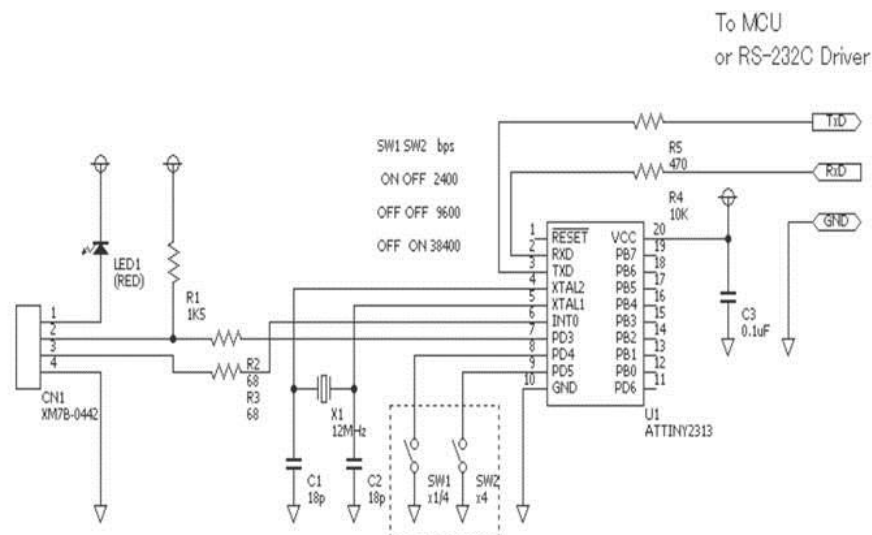 To MCU
or RS-232C Driver
TxD
R5
470
RxD
R4
10K
GND
SW1 SW2 bps
ON OFF 2400
OFF OFF 9600
OFF ON 38400
LED1
(RED)
R1
1K5
1
2
3
4
CN1
XM7B-0442
R2
68
R3
68
X1
12MHz
C1
18p
C2
18p
SW1
x1/4
SW2
x4
1 RESET VCC 20
2 RXD PB7 19
3 TXD PB6 18
4 XTAL2 PB5 17
5 XTAL1 PB4 16
6 INT0 PB3 15
7 PD3 PB2 14
8 PD4 PB1 13
9 PD5 PB0 12
10 GND PD6 11
U1
ATTINY2313
C3
0.1uF